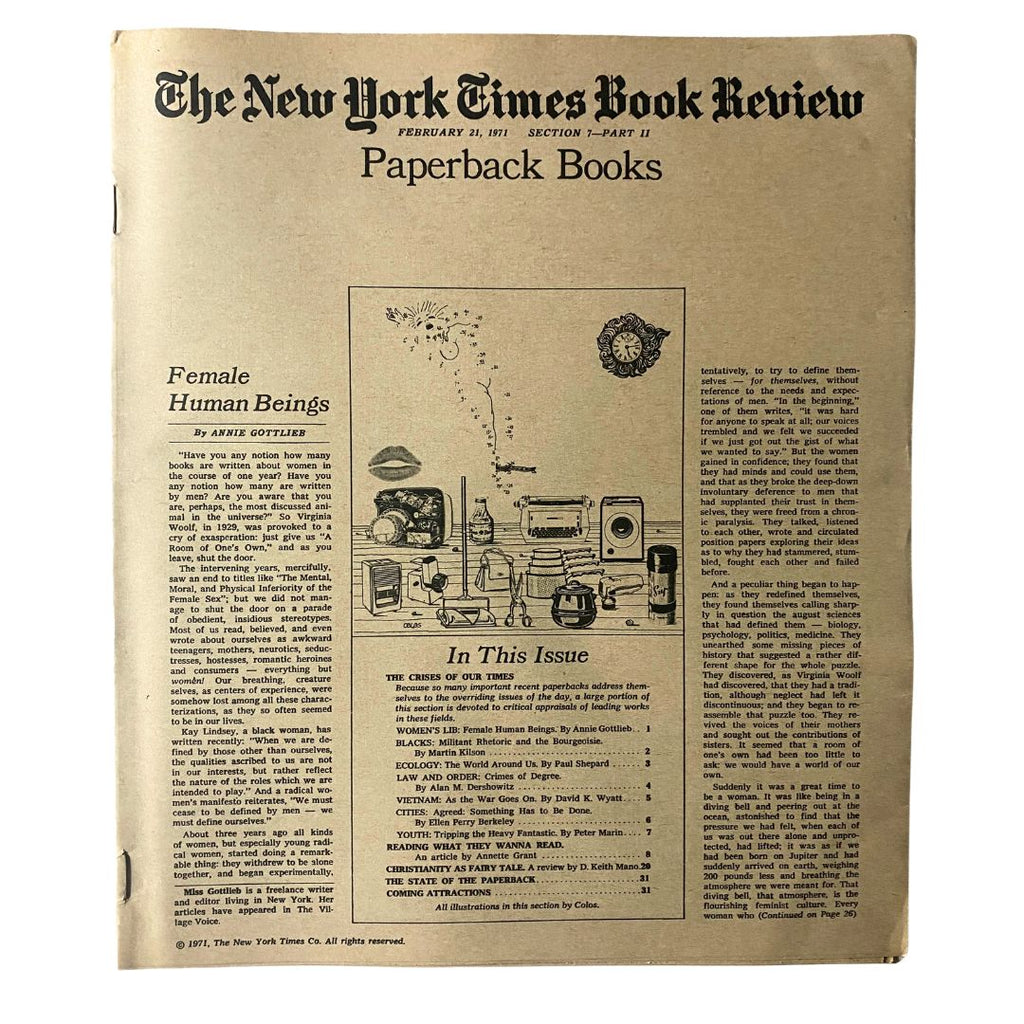 The New York Times Book Review
FEBRUARY 21, 1971 SECTION 7—PART II
Paperback Books
Female
Human Beings
By ANNIE GOTTLIEB
"Have you any notion how many
books are written about women in
the course of one year? Have you
any notion how many are written
by men? Are you aware that you
are, perhaps, the most discussed ani-
mal in the universe?" So Virginia
Woolf, in 1929, was provoked to a
cry of exasperation: just give us "A
Room of One's Own," and as you
leave, shut the door.
The intervening years, mercifully,
saw an end to titles like "The Mental,
Moral, and Physical Inferiority of the
Female Sex"; but we did not man-
age to shut the door on a parade
of obedient, insidious stereotypes.
Most of us read, believed, and even
wrote about ourselves as awkward
teenagers, mothers, neurotics, seduc-
tresses, hostesses, romantic heroines
and consumers — everything but
women! Our breathing, creature
selves, as centers of experience, were
somehow lost among all these charac-
terizations, as they so often seemed
to be in our lives.
Kay Lindsey, a black woman, has
written recently: "When we are de-
fined by those other than ourselves,
the qualities ascribed to us are not
in our interests, but rather reflect
the nature of the roles which we are
intended to play." And a radical wo-
men's manifesto reiterates, "We must
cease to be defined by men — we
must define ourselves."
About three years ago all kinds
of women, but especially young radi-
cal women, started doing a remark-
able thing: they withdrew to be alone
together, and began experimentally,
Miss Gottlieb is a freelance writer
and editor living in New York. Her
articles have appeared in The Vil-
lage Voice.
© 1971, The New York Times Co. All rights reserved.
COLOS
In This Issue
THE CRISES OF OUR TIMES
Because so many important recent paperbacks address them-
selves to the overriding issues of the day, a large portion of
this section is devoted to critical appraisals of leading works
in these fields.
WOMEN'S LIB: Female Human Beings. By Annie Gottlieb.. 1
BLACKS: Militant Rhetoric and the Bourgeoisie.
By Martin Kilson ........ 2
ECOLOGY: The World Around Us. By Paul Shepard ...... 3
LAW AND ORDER: Crimes of Degree.
By Alan M. Dershowitz ........ 4
VIETNAM: As the War Goes On. By David K. Wyatt.... 5
CITIES: Agreed: Something Has to Be Done.
By Ellen Perry Berkeley ........ 6
YOUTH: Tripping the Heavy Fantastic. By Peter Marin.... 7
READING WHAT THEY WANNA READ.
An article by Annette Grant ........ 8
CHRISTIANITY AS FAIRY TALE. A review by D. Keith Mano.20
THE STATE OF THE PAPERBACK........ 31
COMING ATTRACTIONS ........ 31
All illustrations in this section by Colos.
tentatively, to try to define them-
selves — for themselves, without
reference to the needs and expec-
tations of men. "In the beginning,"
one of them writes, "it was hard
for anyone to speak at all; our voices
trembled and we felt we succeeded
if we just got out the gist of what
we wanted to say." But the women
gained in confidence; they found that
they had minds and could use them,
and that as they broke the deep-down
involuntary deference to men that
had supplanted their trust in them-
selves, they were freed from a chron-
ic paralysis. They talked, listened
to each other, wrote and circulated
position papers exploring their ideas
as to why they had stammered, stum-
bled, fought each other and failed
before.
And a peculiar thing began to hap-
pen: as they redefined themselves,
they found themselves calling sharp-
ly in question the august sciences
that had defined them — biology,
psychology, politics, medicine. They
unearthed some missing pieces of
history that suggested a rather dif-
ferent shape for the whole puzzle.
They discovered, as Virginia Woolf
had discovered, that they had a tradi-
tion, although neglect had left it
discontinuous; and they began to re-
assemble that puzzle too. They re-
vived the voices of their mothers
and sought out the contributions of
sisters. It seemed that a room of
one's own had been too little to
ask: we would have a world of our
own.
Suddenly it was a great time to
be a woman. It was like being in a
diving bell and peering out at the
ocean, astonished to find that the
pressure we had felt, when each of
us was out there alone and unpro-
tected, had lifted; it was as if we
had been born on Jupiter and had
suddenly arrived on earth, weighing
200 pounds less and breathing the
atmosphere we were meant for. That
diving bell, that atmosphere, is the
flourishing feminist culture. Every
woman who (Continued on Page 26)